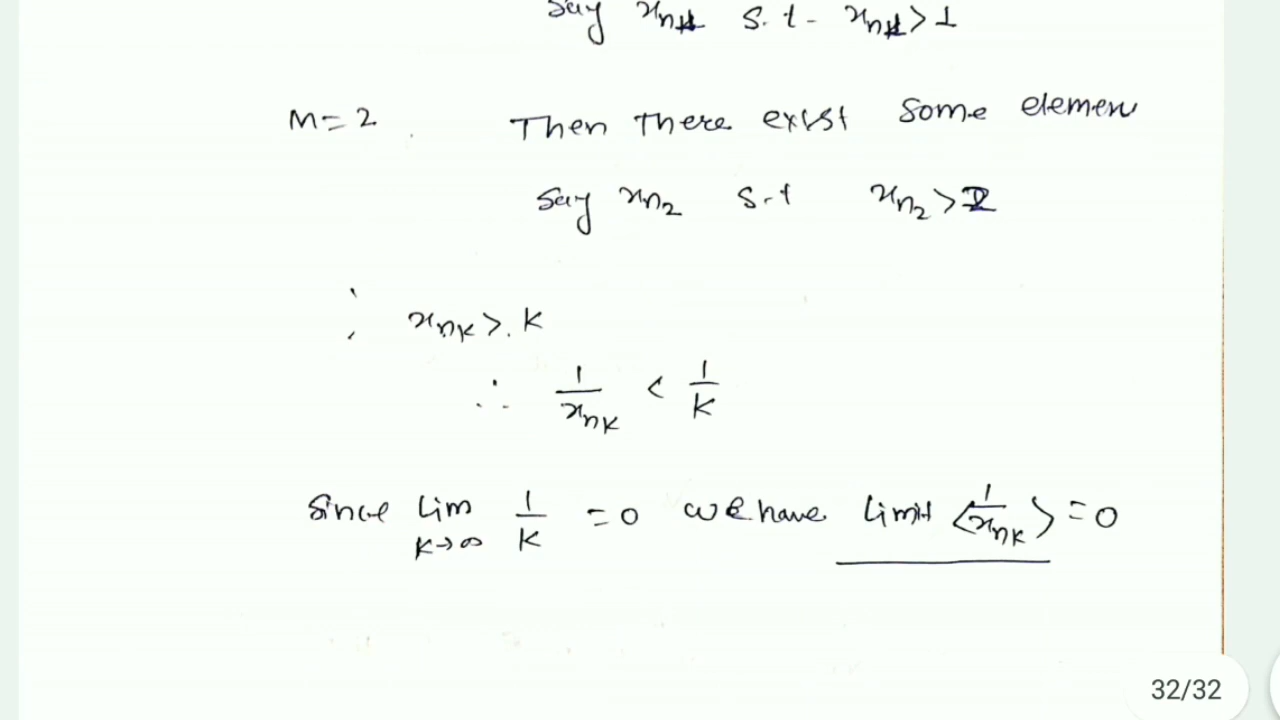 Say xn1 s.t. xn1 > 1
M = 2 Then there exist some elemen
Say xn2 s.t xn2 > 2
: xnk > k
∴ 1/xnk < 1/k
Since lim k→∞ 1/k = 0 we have limit <1/xnk> = 0
32/32